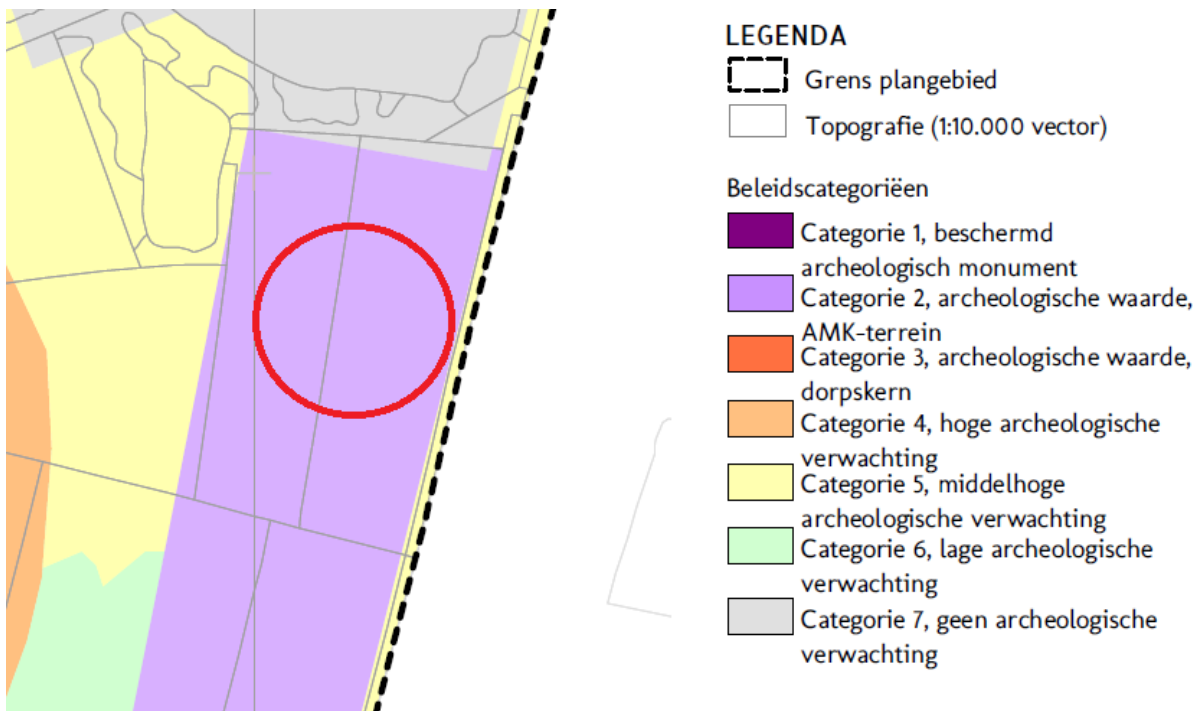 LEGENDA
Grens plangebied
Topografie (1:10.000 vector)
Beleidscategoriëen
Categorie 1, beschermd
archeologisch monument
Categorie 2, archeologische waarde,
AMK-terrein
Categorie 3, archeologische waarde,
dorpskern
Categorie 4, hoge archeologische
verwachting
Categorie 5, middelhoge
archeologische verwachting
Categorie 6, lage archeologische
verwachting
Categorie 7, geen archeologische
verwachting